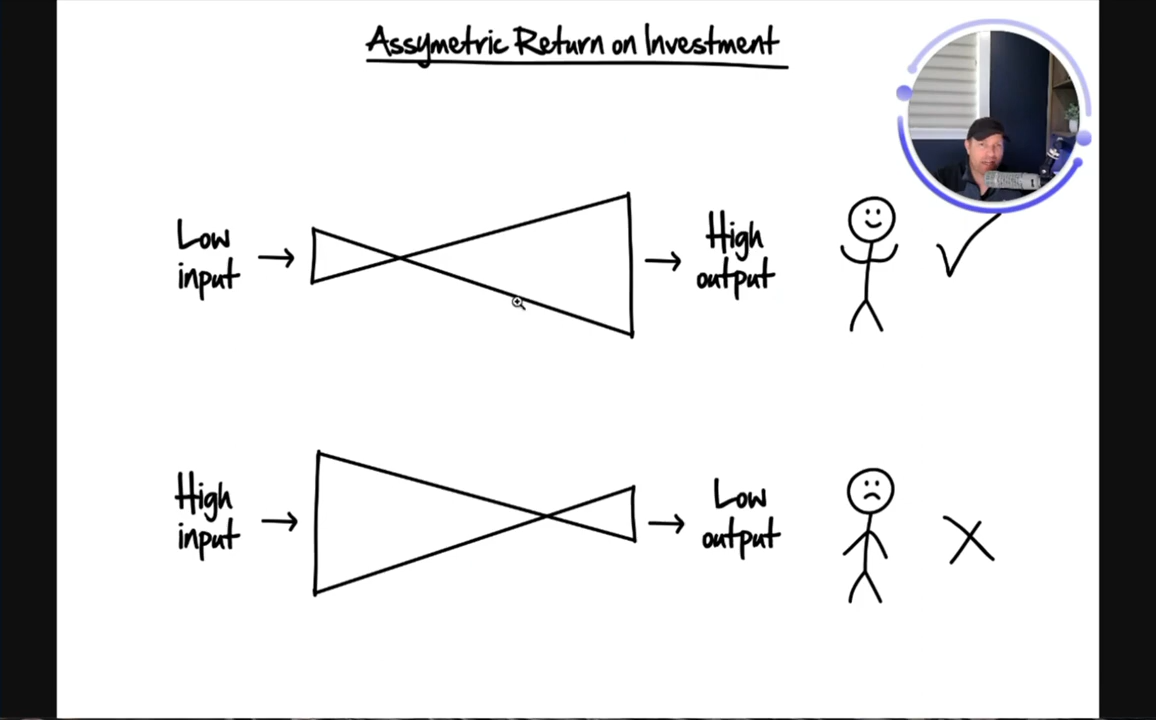 Assymetric Return on Investment
Low
input
High
output
High
input
Low
output